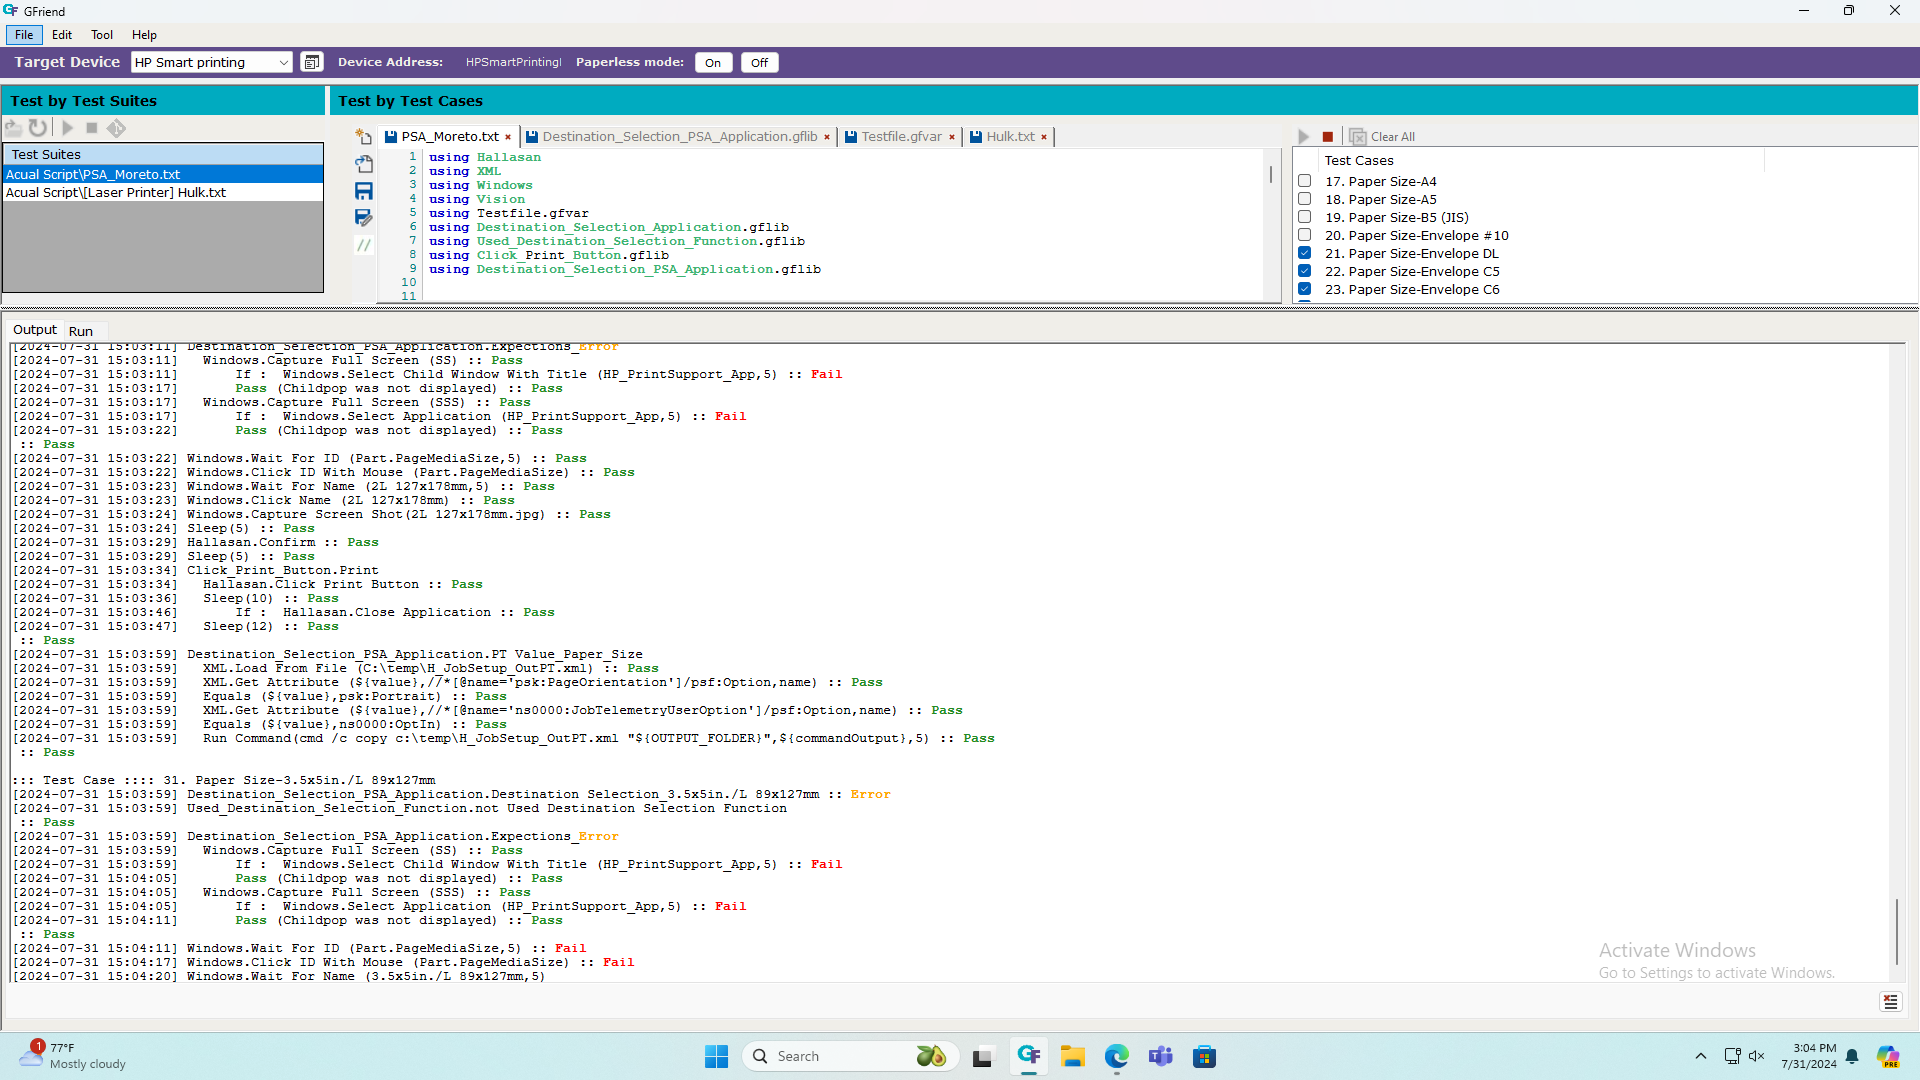 GFriend
File Edit Tool Help
Target Device HP Smart printing Device Address: HPSmartPrintingI Paperless mode: On Off
Test by Test Suites
Test by Test Cases
Test Suites
Acual Script\PSA_Moreto.txt
Acual Script\[Laser Printer] Hulk.txt
PSA_Moreto.txt × Destination_Selection_PSA_Application.gflib × Testfile.gfvar × Hulk.txt ×
1 using Hallasan
2 using XML
3 using Windows
4 using Vision
5 using Testfile.gfvar
6 using Destination_Selection_Application.gflib
7 using Used_Destination_Selection_Function.gflib
8 using Click_Print_Button.gflib
9 using Destination_Selection_PSA_Application.gflib
10
11
Clear All
Test Cases
17. Paper Size-A4
18. Paper Size-A5
19. Paper Size-B5 (JIS)
20. Paper Size-Envelope #10
21. Paper Size-Envelope DL
22. Paper Size-Envelope C5
23. Paper Size-Envelope C6
Output Run
[2024-07-31 15:03:11] Destination_Selection_PSA_Application.Expections_Error
[2024-07-31 15:03:11] Windows.Capture Full Screen (SS) :: Pass
[2024-07-31 15:03:11] If : Windows.Select Child Window With Title (HP_PrintSupport_App,5) :: Fail
[2024-07-31 15:03:17] Pass (Childpop was not displayed) :: Pass
[2024-07-31 15:03:17] Windows.Capture Full Screen (SSS) :: Pass
[2024-07-31 15:03:17] If : Windows.Select Application (HP_PrintSupport_App,5) :: Fail
[2024-07-31 15:03:22] Pass (Childpop was not displayed) :: Pass
:: Pass
[2024-07-31 15:03:22] Windows.Wait For ID (Part.PageMediaSize,5) :: Pass
[2024-07-31 15:03:22] Windows.Click ID With Mouse (Part.PageMediaSize) :: Pass
[2024-07-31 15:03:23] Windows.Wait For Name (2L 127x178mm,5) :: Pass
[2024-07-31 15:03:23] Windows.Click Name (2L 127x178mm) :: Pass
[2024-07-31 15:03:24] Windows.Capture Screen Shot(2L 127x178mm.jpg) :: Pass
[2024-07-31 15:03:24] Sleep(5) :: Pass
[2024-07-31 15:03:29] Hallasan.Confirm :: Pass
[2024-07-31 15:03:29] Sleep(5) :: Pass
[2024-07-31 15:03:34] Click_Print_Button.Print
[2024-07-31 15:03:34] Hallasan.Click Print Button :: Pass
[2024-07-31 15:03:36] Sleep(10) :: Pass
[2024-07-31 15:03:46] If : Hallasan.Close Application :: Pass
[2024-07-31 15:03:47] Sleep(12) :: Pass
:: Pass
[2024-07-31 15:03:59] Destination_Selection_PSA_Application.PT Value_Paper_Size
[2024-07-31 15:03:59] XML.Load From File (C:\temp\H_JobSetup_OutPT.xml) :: Pass
[2024-07-31 15:03:59] XML.Get Attribute (${value},//*[@name='psk:PageOrientation']/psf:Option,name) :: Pass
[2024-07-31 15:03:59] Equals (${value},psk:Portrait) :: Pass
[2024-07-31 15:03:59] XML.Get Attribute (${value},//*[@name='ns0000:JobTelemetryUserOption']/psf:Option,name) :: Pass
[2024-07-31 15:03:59] Equals (${value},ns0000:OptIn) :: Pass
[2024-07-31 15:03:59] Run Command(cmd /c copy c:\temp\H_JobSetup_OutPT.xml "${OUTPUT_FOLDER}",${commandOutput},5) :: Pass
:: Pass
::: Test Case :::: 31. Paper Size-3.5x5in./L 89x127mm
[2024-07-31 15:03:59] Destination_Selection_PSA_Application.Destination Selection_3.5x5in./L 89x127mm :: Error
[2024-07-31 15:03:59] Used_Destination_Selection_Function.not Used Destination Selection Function
:: Pass
[2024-07-31 15:03:59] Destination_Selection_PSA_Application.Expections_Error
[2024-07-31 15:03:59] Windows.Capture Full Screen (SS) :: Pass
[2024-07-31 15:03:59] If : Windows.Select Child Window With Title (HP_PrintSupport_App,5) :: Fail
[2024-07-31 15:04:05] Pass (Childpop was not displayed) :: Pass
[2024-07-31 15:04:05] Windows.Capture Full Screen (SSS) :: Pass
[2024-07-31 15:04:05] If : Windows.Select Application (HP_PrintSupport_App,5) :: Fail
[2024-07-31 15:04:11] Pass (Childpop was not displayed) :: Pass
:: Pass
[2024-07-31 15:04:11] Windows.Wait For ID (Part.PageMediaSize,5) :: Fail
[2024-07-31 15:04:17] Windows.Click ID With Mouse (Part.PageMediaSize) :: Fail
[2024-07-31 15:04:20] Windows.Wait For Name (3.5x5in./L 89x127mm,5)
Activate Windows
Go to Settings to activate Windows.
1
77°F
Mostly cloudy
Search
GF
PRE
3:04 PM
7/31/2024